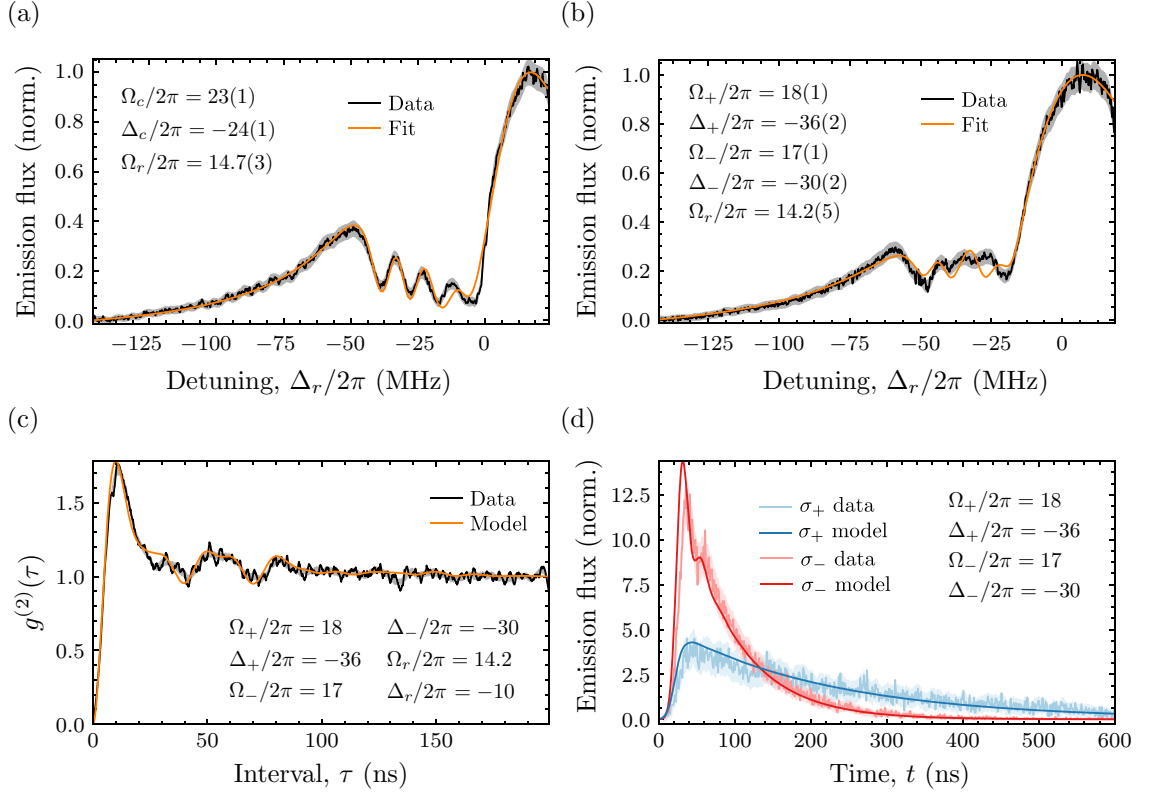 (a)
Emission flux (norm.)
1.0
0.8
0.6
0.4
0.2
0.0
Ω_c/2π = 23(1)
Δ_c/2π = −24(1)
Ω_r/2π = 14.7(3)
Data
Fit
−125 −100 −75 −50 −25 0
Detuning, Δ_r/2π (MHz)
(b)
Emission flux (norm.)
1.0
0.8
0.6
0.4
0.2
0.0
Ω_+/2π = 18(1)
Δ_+/2π = −36(2)
Ω_−/2π = 17(1)
Δ_−/2π = −30(2)
Ω_r/2π = 14.2(5)
Data
Fit
−125 −100 −75 −50 −25 0
Detuning, Δ_r/2π (MHz)
(c)
g^{(2)}(τ)
1.5
1.0
0.5
0.0
Data
Model
Ω_+/2π = 18 Δ_−/2π = −30
Δ_+/2π = −36 Ω_r/2π = 14.2
Ω_−/2π = 17 Δ_r/2π = −10
0 50 100 150
Interval, τ (ns)
(d)
Emission flux (norm.)
12.5
10.0
7.5
5.0
2.5
0.0
σ_+ data
σ_+ model
σ_− data
σ_− model
Ω_+/2π = 18
Δ_+/2π = −36
Ω_−/2π = 17
Δ_−/2π = −30
0 100 200 300 400 500 600
Time, t (ns)